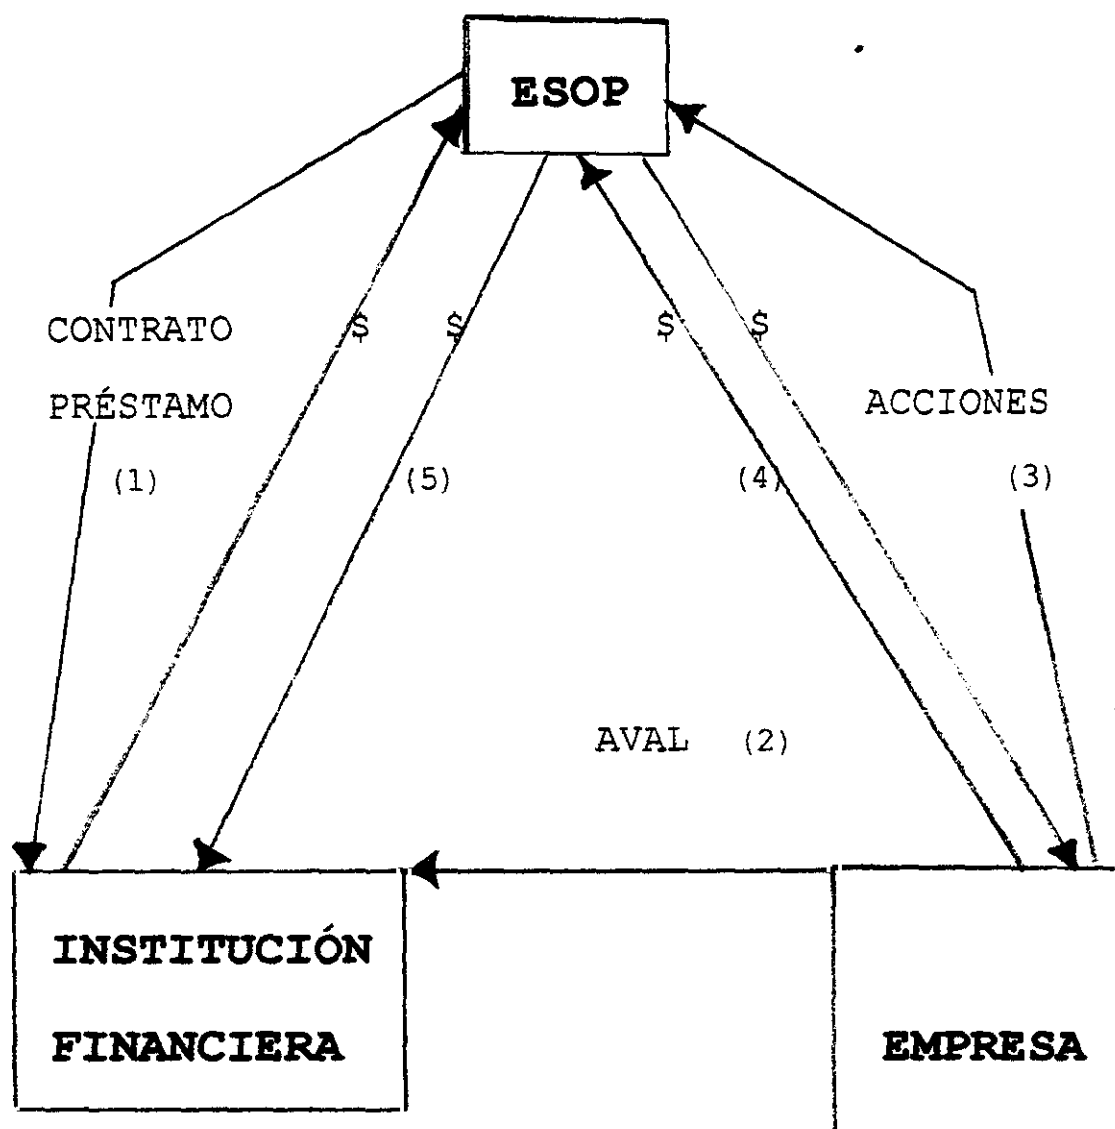 ESOP
CONTRATO
$ $ $ $
PRÉSTAMO
ACCIONES
(1) (5) (4) (3)
AVAL (2)
INSTITUCIÓN
FINANCIERA
EMPRESA